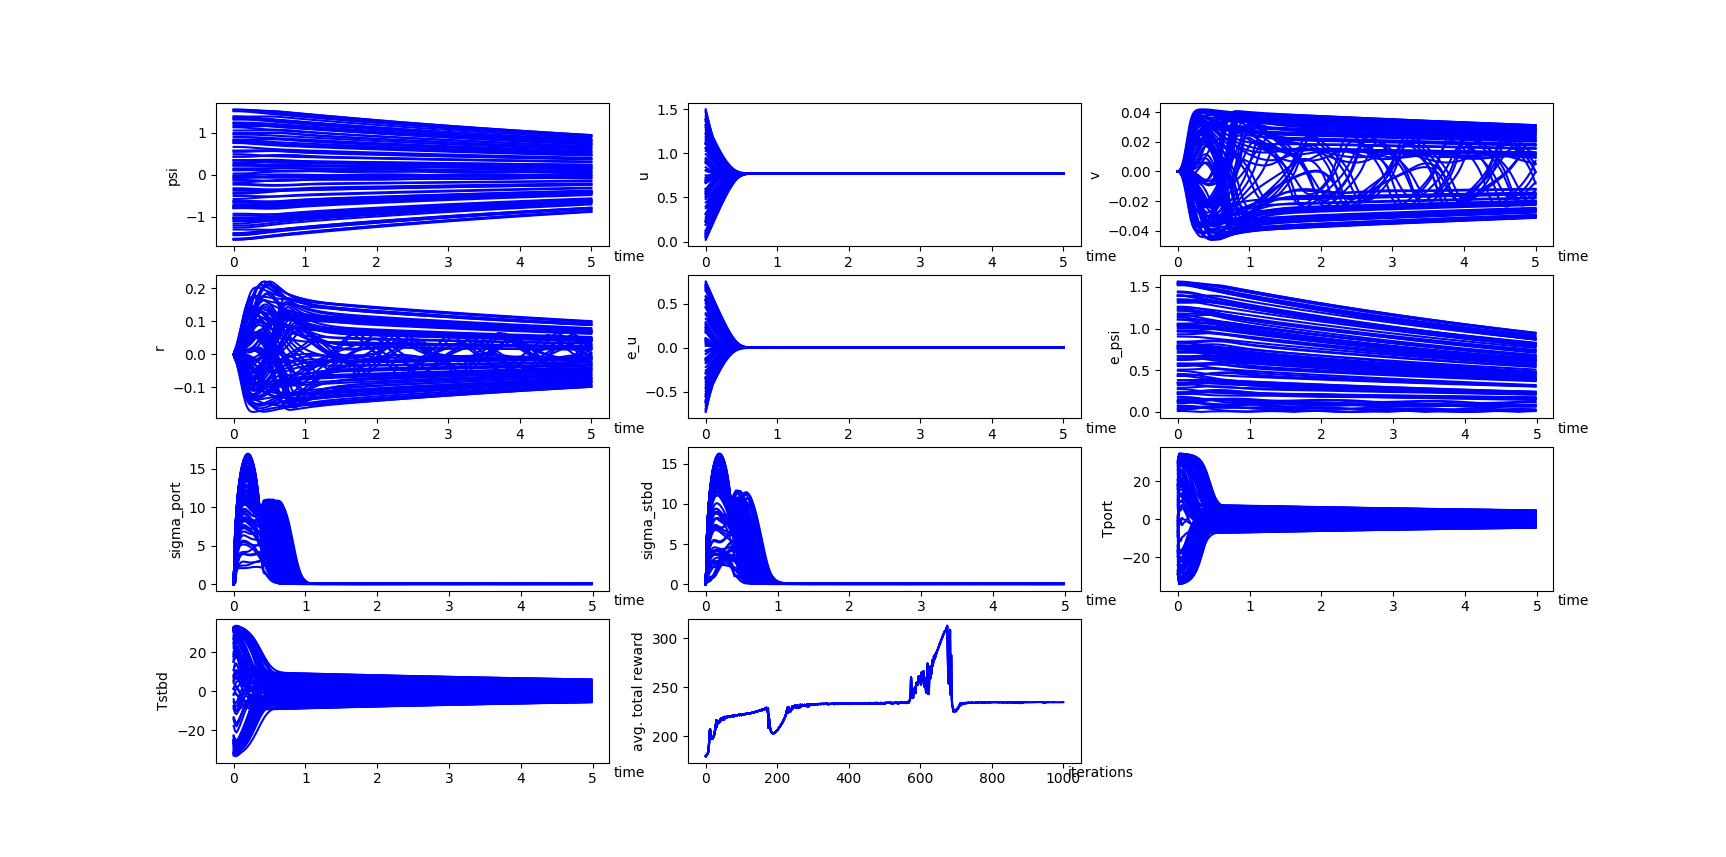 psi
1
0
−1
0 1 2 3 4 5 time
u
1.5
1.0
0.5
0.0
0 1 2 3 4 5 time
v
0.04
0.02
0.00
−0.02
−0.04
0 1 2 3 4 5 time
r
0.2
0.1
0.0
−0.1
0 1 2 3 4 5 time
e_u
0.5
0.0
−0.5
0 1 2 3 4 5 time
e_psi
1.5
1.0
0.5
0.0
0 1 2 3 4 5 time
sigma_port
15
10
5
0
0 1 2 3 4 5 time
sigma_stbd
15
10
5
0
0 1 2 3 4 5 time
Tport
20
0
−20
0 1 2 3 4 5 time
Tstbd
20
0
−20
0 1 2 3 4 5 time
avg. total reward
300
250
200
0 200 400 600 800 1000 iterations